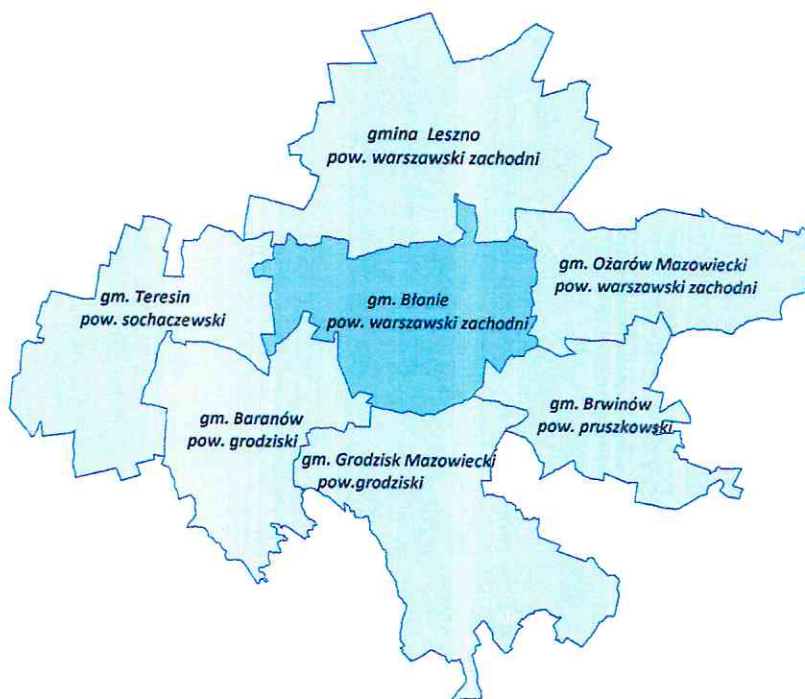 gmina Leszno
pow. warszawski zachodni
gm. Ożarów Mazowiecki
pow. warszawski zachodni
gm. Teresin
pow. sochaczewski
gm. Błonie
pow. warszawski zachodni
gm. Baranów
pow. grodziski
gm. Brwinów
pow. pruszkowski
gm. Grodzisk Mazowiecki
pow.grodziski